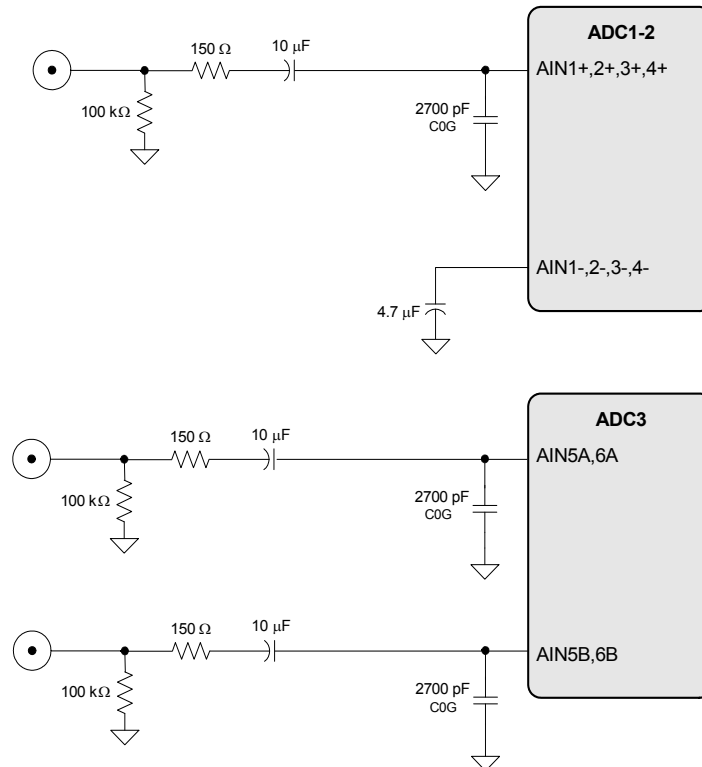 ADC1-2
150 Ω
10 μF
AIN1+,2+,3+,4+
100 kΩ
2700 pF
C0G
AIN1-,2-,3-,4-
4.7 μF
ADC3
150 Ω
10 μF
AIN5A,6A
100 kΩ
2700 pF
C0G
150 Ω
10 μF
AIN5B,6B
100 kΩ
2700 pF
C0G